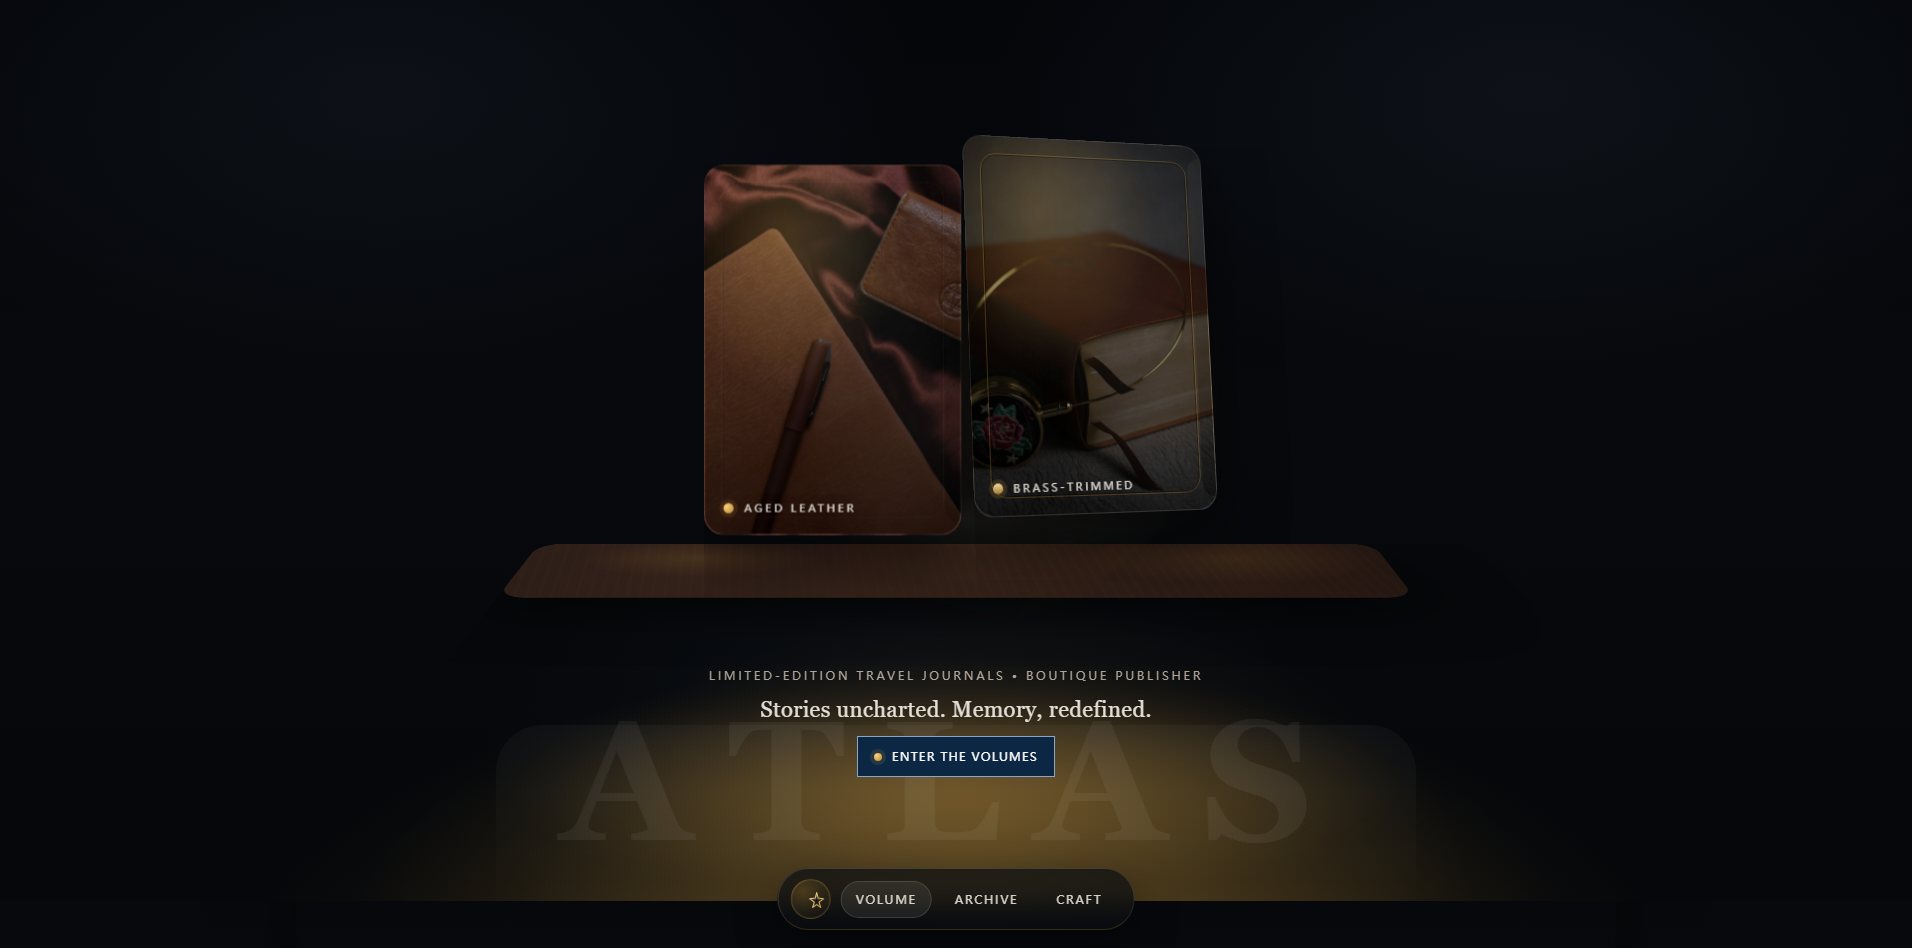 AGED LEATHER
BRASS-TRIMMED
LIMITED-EDITION TRAVEL JOURNALS • BOUTIQUE PUBLISHER
Stories uncharted. Memory, redefined.
ATLAS
ENTER THE VOLUMES
VOLUME
ARCHIVE
CRAFT